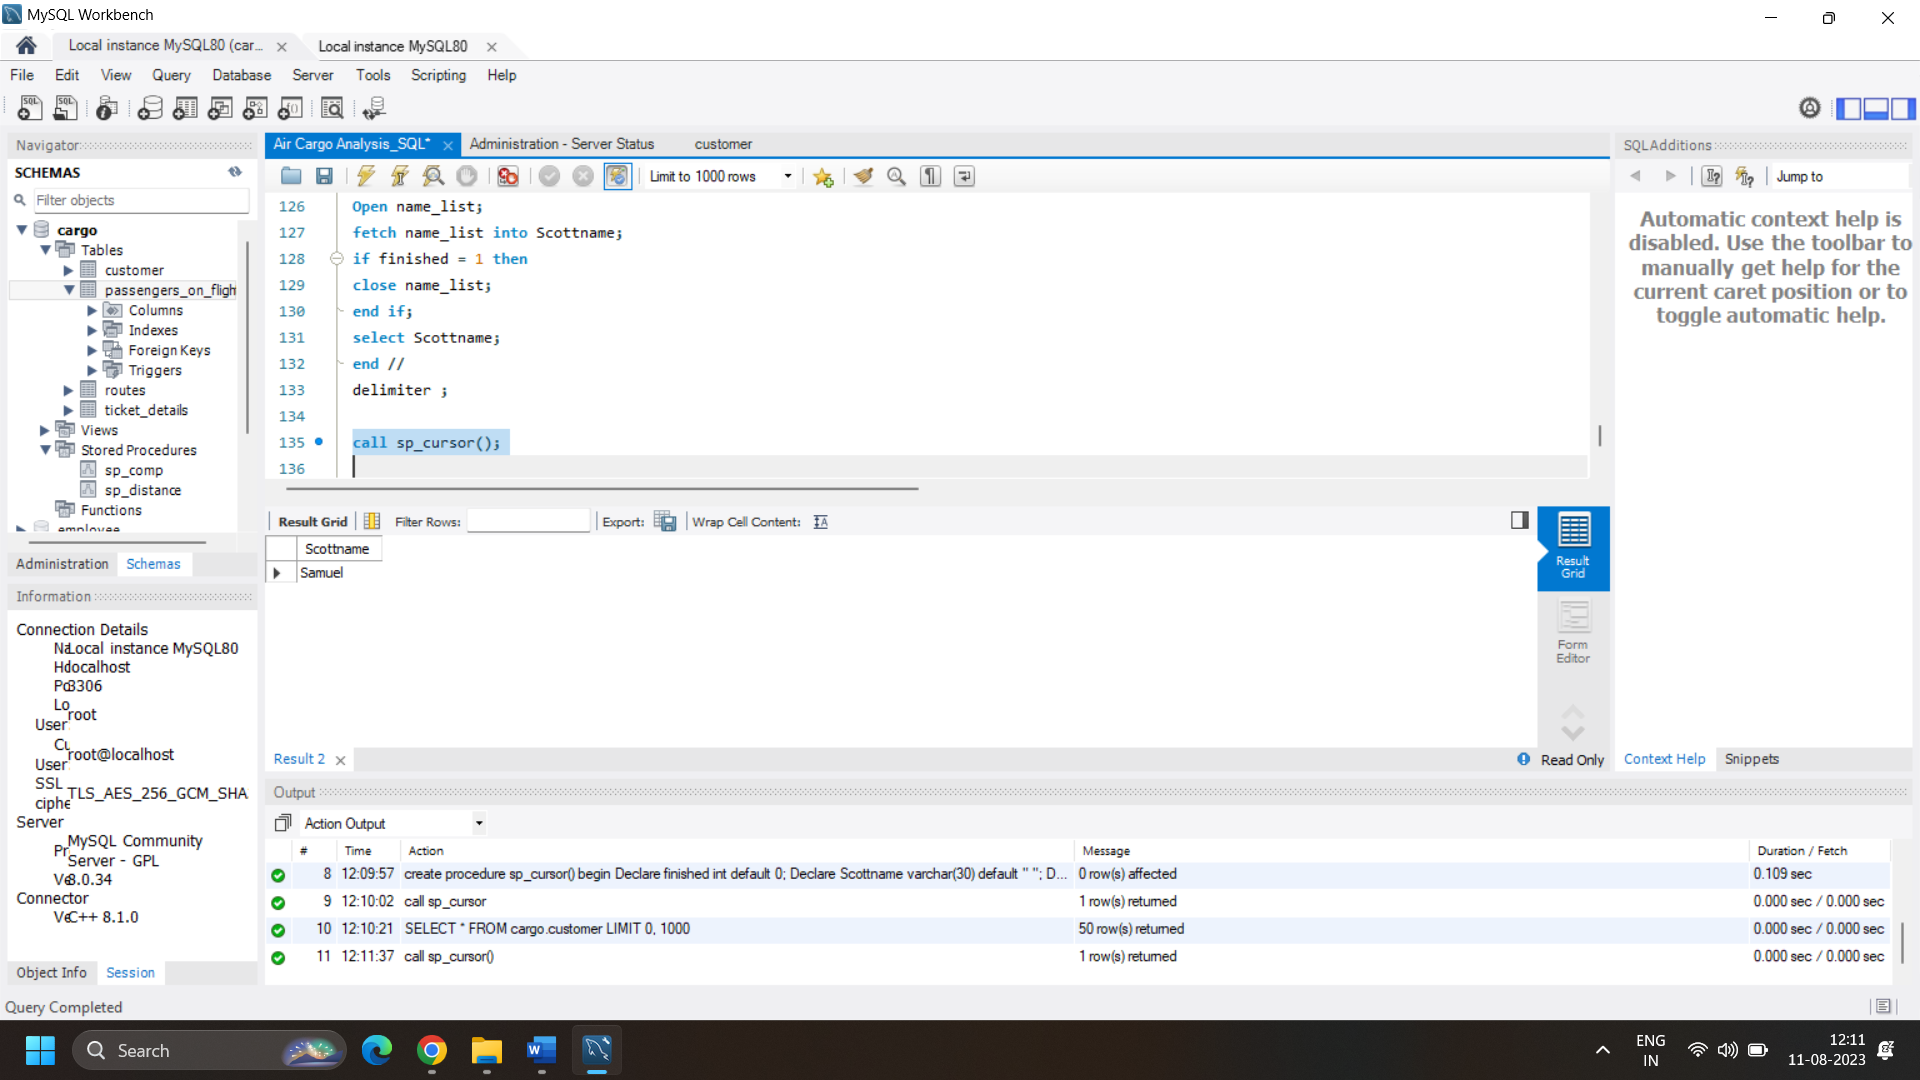 MySQL Workbench
Local instance MySQL80 (car...
Local instance MySQL80
File Edit View Query Database Server Tools Scripting Help
Navigator
SCHEMAS
Filter objects
cargo
Tables
customer
passengers_on_fligh
Columns
Indexes
Foreign Keys
Triggers
routes
ticket_details
Views
Stored Procedures
sp_comp
sp_distance
Functions
employee
Administration Schemas
Information
Connection Details
Local instance MySQL80
localhost
3306
Lo
root
User
Cu
root@localhost
User
SSL
TLS_AES_256_GCM_SHA
ciphe
Server
MySQL Community
Pr
Server - GPL
Ve8.0.34
Connector
VeC++ 8.1.0
Object Info Session
Query Completed
Air Cargo Analysis_SQL* Administration - Server Status customer
Limit to 1000 rows
126 Open name_list;
127 fetch name_list into Scottname;
128 if finished = 1 then
129 close name_list;
130 end if;
131 select Scottname;
132 end //
133 delimiter ;
134
135 call sp_cursor();
136
Result Grid Filter Rows: Export: Wrap Cell Content:
Scottname
Samuel
Result
Grid
Form
Editor
Result 2
Read Only
Output
Action Output
# Time Action Message Duration / Fetch
8 12:09:57 create procedure sp_cursor() begin Declare finished int default 0; Declare Scottname varchar(30) default " "; D... 0 row(s) affected 0.109 sec
9 12:10:02 call sp_cursor 1 row(s) returned 0.000 sec / 0.000 sec
10 12:10:21 SELECT * FROM cargo.customer LIMIT 0, 1000 50 row(s) returned 0.000 sec / 0.000 sec
11 12:11:37 call sp_cursor() 1 row(s) returned 0.000 sec / 0.000 sec
SQLAdditions
Jump to
Automatic context help is
disabled. Use the toolbar to
manually get help for the
current caret position or to
toggle automatic help.
Context Help Snippets
Search
ENG
IN
12:11
11-08-2023